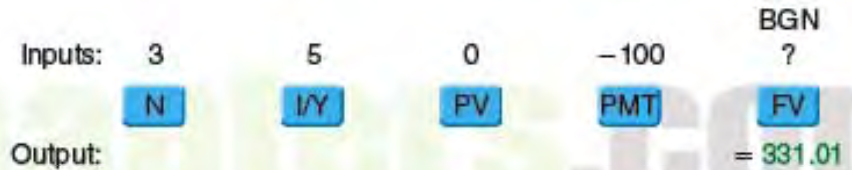 BGN
Inputs: 3 5 0 –100 ?
N I/Y PV PMT FV
Output: = 331.01